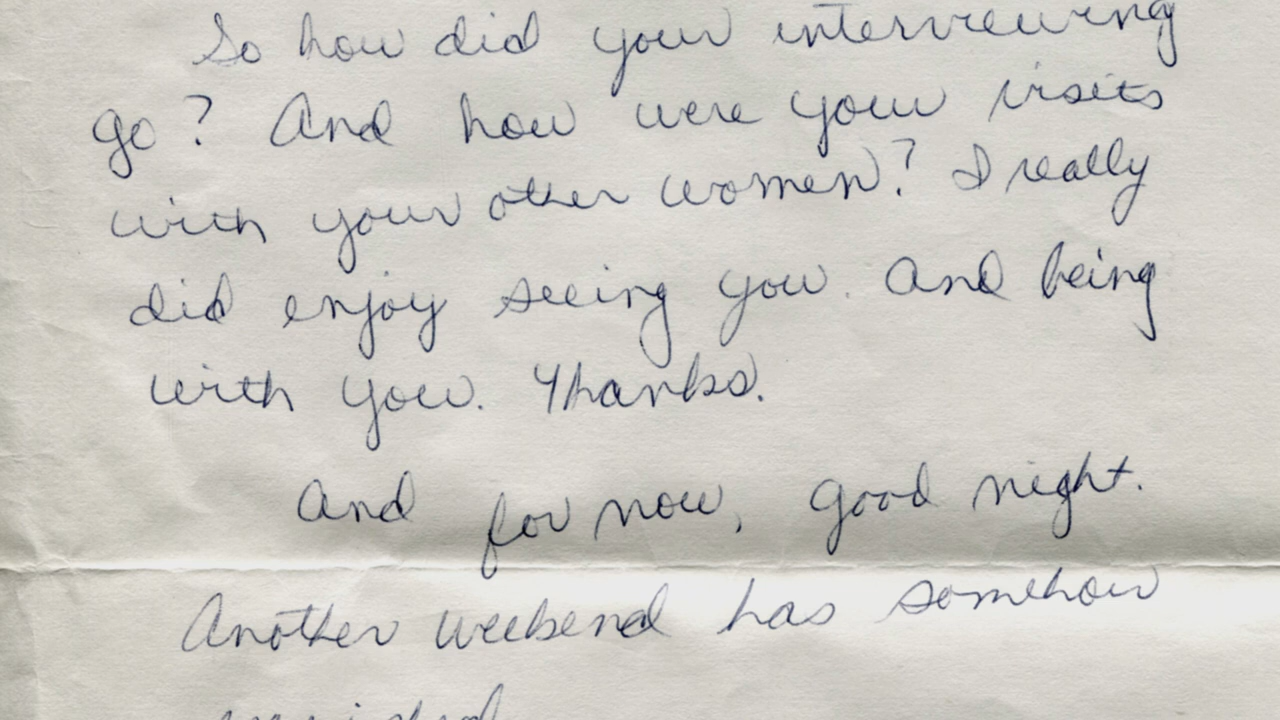 So how did your interviewing
go? And how were your visits
with your other women? I really
did enjoy seeing you. And being
with you. Thanks.
And for now, good night.
Another weekend has somehow